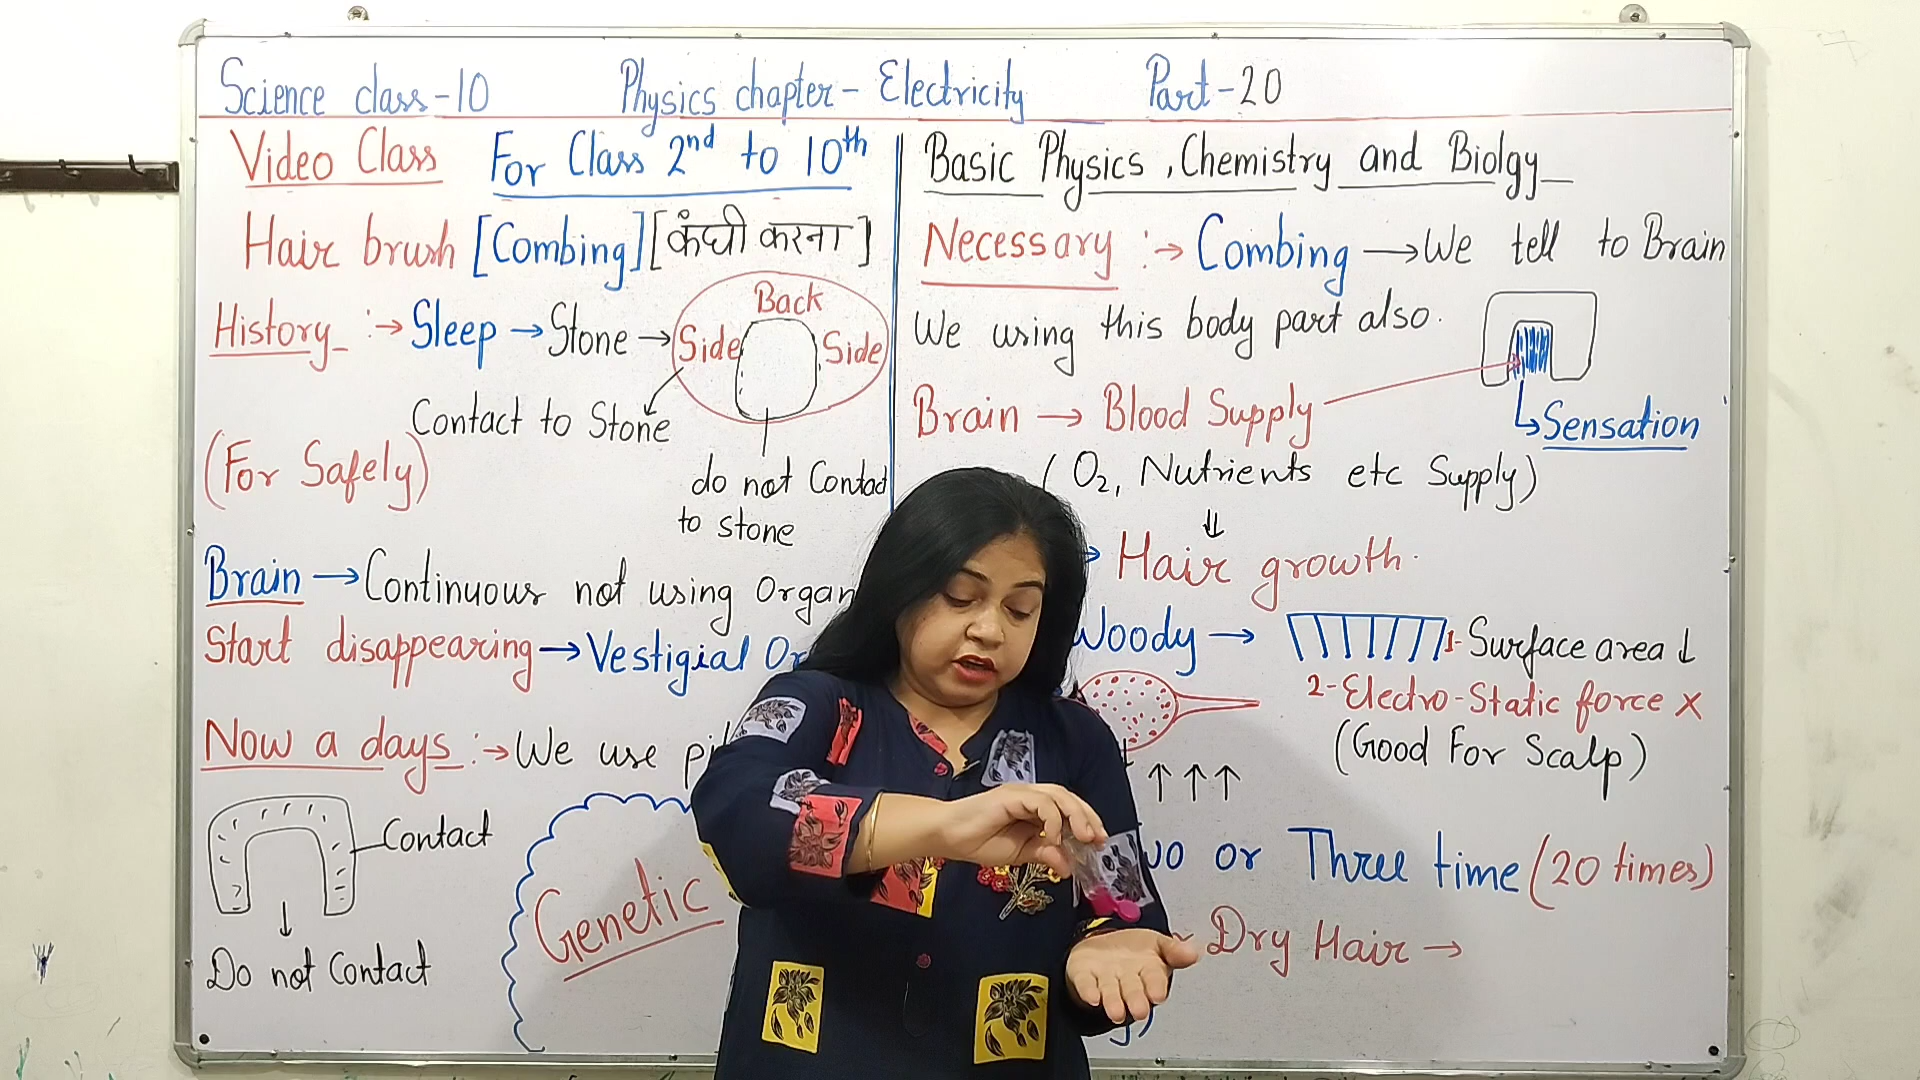 Science class-10 Physics chapter- Electricity Part-20
Video Class For Class 2nd to 10th
Hair brush [Combing] [कंघी करना]
History :→ Sleep → Stone →
Back
Side Side
Contact to Stone
(For Safely)
do not Contact
to stone
Brain → Continuous not using Organ
Start disappearing → Vestigial
Now a days :→ We use
Contact
Do not Contact
Genetic
Basic Physics, Chemistry and Biolgy
Necessary :→ Combing → We tell to Brain
We using this body part also.
Brain → Blood Supply
Sensation
(O2, Nutrients etc Supply)
↓
→ Hair growth.
Woody → 1- Surface area ↓
2- Electro-Static force X
(Good For Scalp)
↑ ↑ ↑
or Three time (20 times)
Dry Hair →